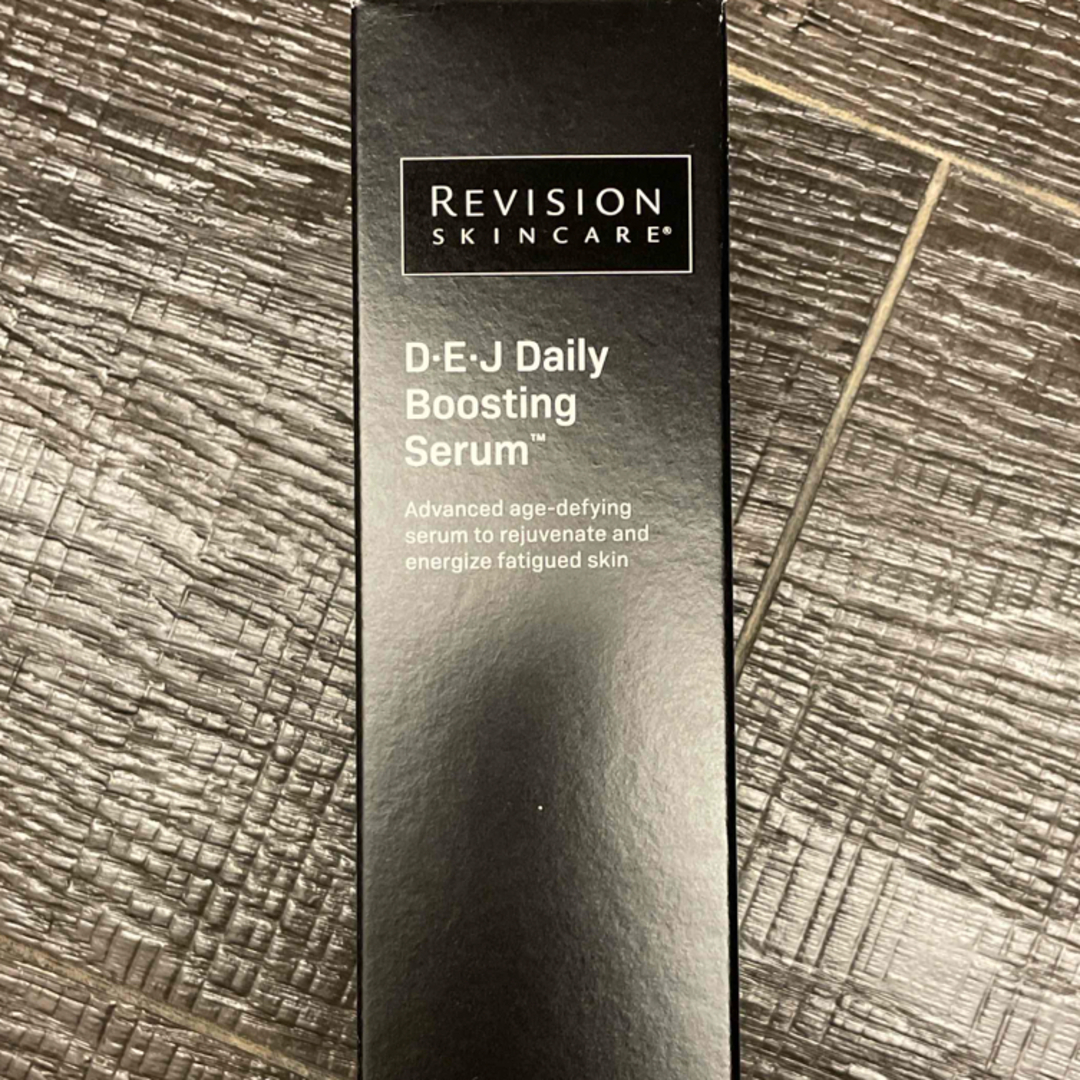 REVISION
SKINCARE®
D·E·J Daily
Boosting
Serum™
Advanced age-defying
serum to rejuvenate and
energize fatigued skin